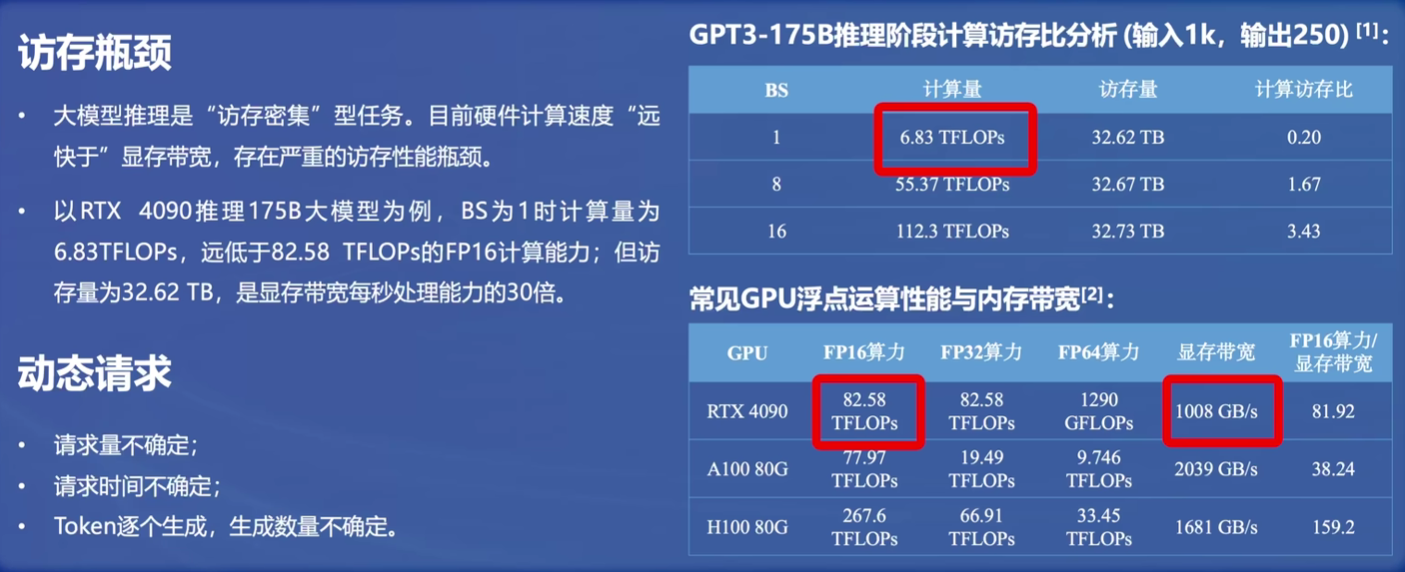 访存瓶颈
• 大模型推理是“访存密集”型任务。目前硬件计算速度“远
快于”显存带宽，存在严重的访存性能瓶颈。
• 以RTX 4090推理175B大模型为例，BS为1时计算量为
6.83TFLOPs，远低于82.58 TFLOPs的FP16计算能力；但访
存量为32.62 TB，是显存带宽每秒处理能力的30倍。
动态请求
• 请求量不确定；
• 请求时间不确定；
• Token逐个生成，生成数量不确定。
GPT3-175B推理阶段计算访存比分析 (输入1k，输出250) [1]：
BS 计算量 访存量 计算访存比
1 6.83 TFLOPs 32.62 TB 0.20
8 55.37 TFLOPs 32.67 TB 1.67
16 112.3 TFLOPs 32.73 TB 3.43
常见GPU浮点运算性能与内存带宽[2]：
GPU FP16算力 FP32算力 FP64算力 显存带宽 FP16算力/
显存带宽
RTX 4090 82.58 TFLOPs 82.58 TFLOPs 1290 GFLOPs 1008 GB/s 81.92
A100 80G 77.97 TFLOPs 19.49 TFLOPs 9.746 TFLOPs 2039 GB/s 38.24
H100 80G 267.6 TFLOPs 66.91 TFLOPs 33.45 TFLOPs 1681 GB/s 159.2